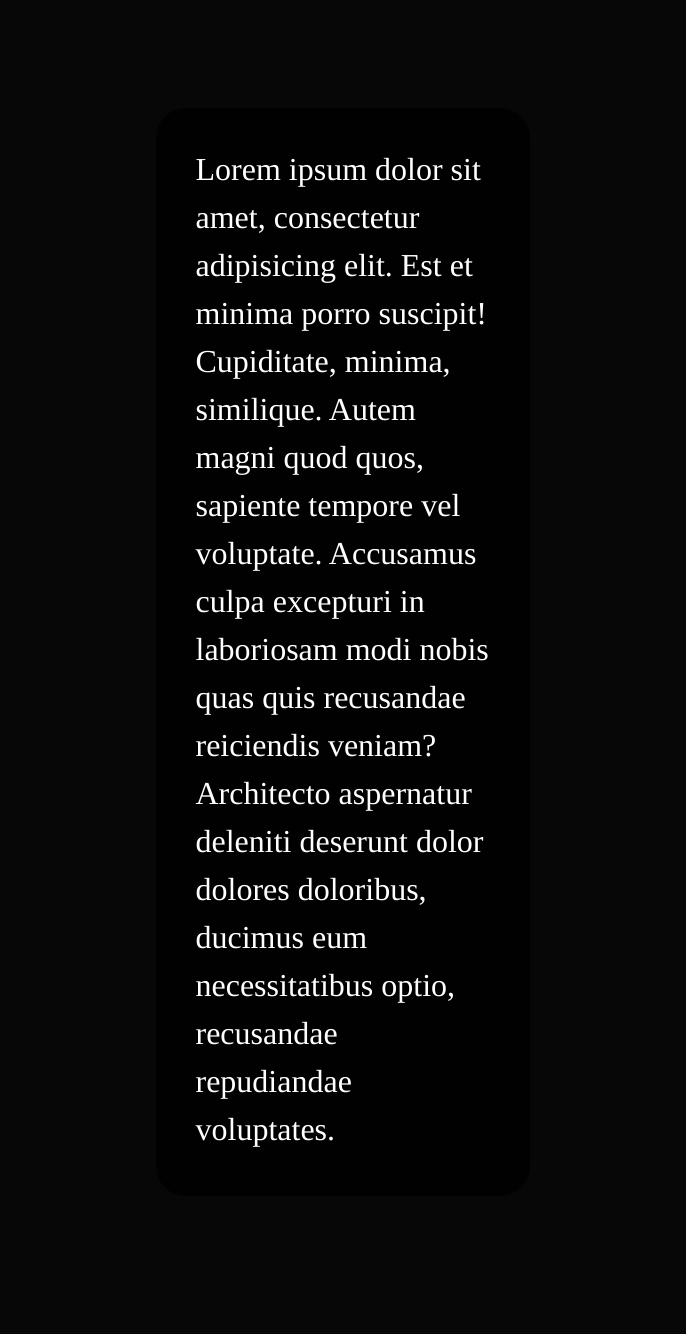 Lorem ipsum dolor sit
amet, consectetur
adipisicing elit. Est et
minima porro suscipit!
Cupiditate, minima,
similique. Autem
magni quod quos,
sapiente tempore vel
voluptate. Accusamus
culpa excepturi in
laboriosam modi nobis
quas quis recusandae
reiciendis veniam?
Architecto aspernatur
deleniti deserunt dolor
dolores doloribus,
ducimus eum
necessitatibus optio,
recusandae
repudiandae
voluptates.